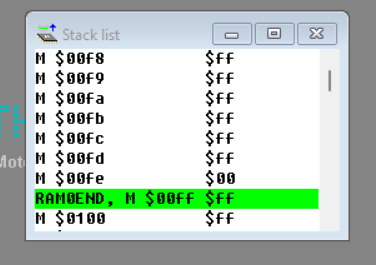 Stack list
M $00f8 $ff
M $00f9 $ff
M $00fa $ff
M $00fb $ff
M $00fc $ff
M $00fd $ff
M $00fe $00
RAM0END, M $00ff $ff
M $0100 $ff